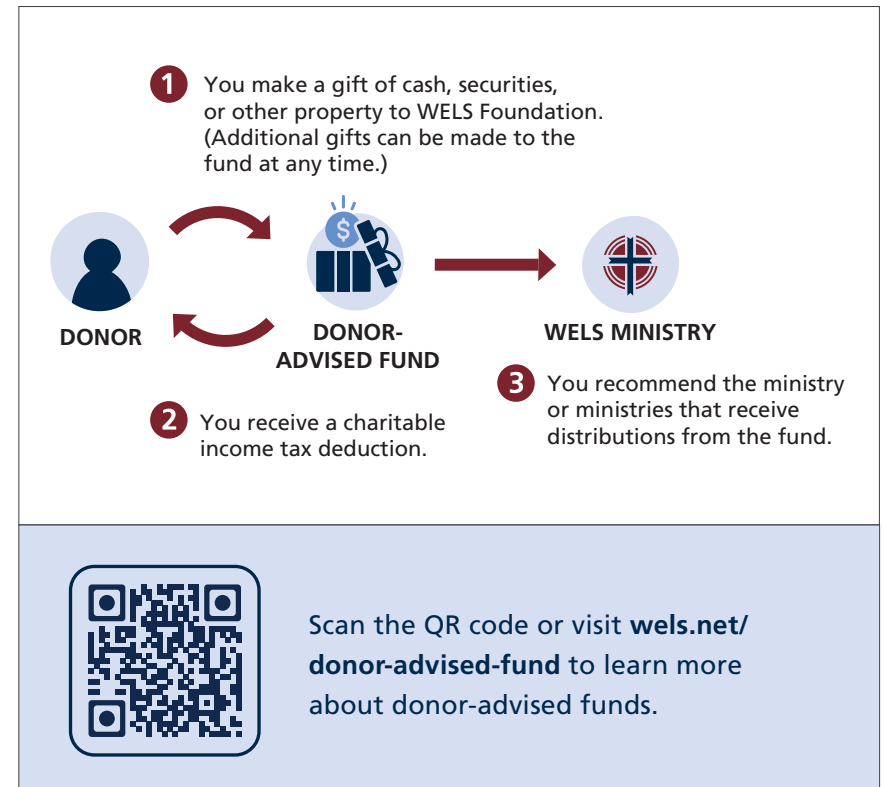 1 You make a gift of cash, securities,
or other property to WELS Foundation.
(Additional gifts can be made to the
fund at any time.)
$
DONOR
DONOR-
ADVISED FUND
WELS MINISTRY
2 You receive a charitable
income tax deduction.
3 You recommend the ministry
or ministries that receive
distributions from the fund.
Scan the QR code or visit wels.net/
donor-advised-fund to learn more
about donor-advised funds.